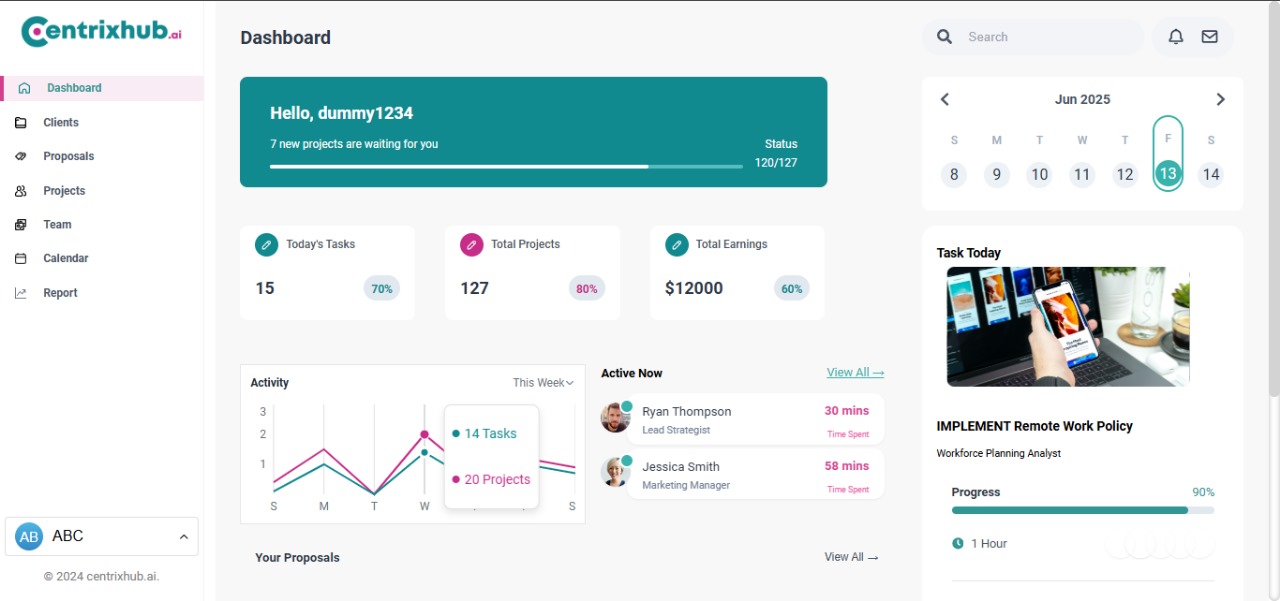 Centrixhub.ai
Dashboard
Clients
Proposals
Projects
Team
Calendar
Report
AB ABC
© 2024 centrixhub.ai.
Dashboard
Search
Hello, dummy1234
7 new projects are waiting for you
Status
120/127
Today's Tasks
15 70%
Total Projects
127 80%
Total Earnings
$12000 60%
Activity This Week
3
2
1
S M T W S
14 Tasks
20 Projects
Active Now View All →
Ryan Thompson 30 mins
Lead Strategist Time Spent
Jessica Smith 58 mins
Marketing Manager Time Spent
Your Proposals View All →
Jun 2025
S M T W T F S
8 9 10 11 12 13 14
Task Today
IMPLEMENT Remote Work Policy
Workforce Planning Analyst
Progress 90%
1 Hour